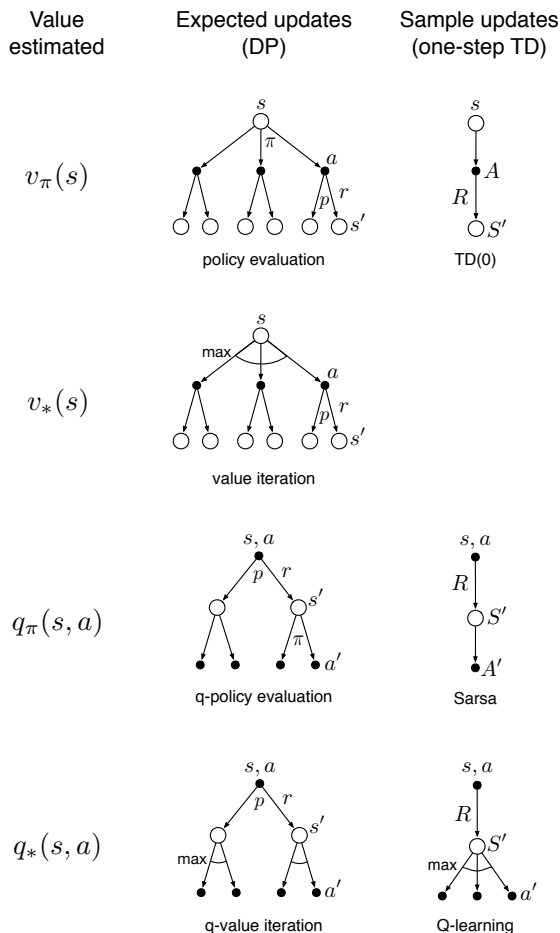 Value estimated
Expected updates (DP)
Sample updates (one-step TD)
v_π(s)
s
π
a
p
r
s′
policy evaluation
s
A
R
S′
TD(0)
v_*(s)
s
max
a
p
r
s′
value iteration
q_π(s, a)
s, a
p
r
s′
π
a′
q-policy evaluation
s, a
R
S′
A′
Sarsa
q_*(s, a)
s, a
p
r
s′
max
a′
q-value iteration
s, a
R
S′
max
a′
Q-learning